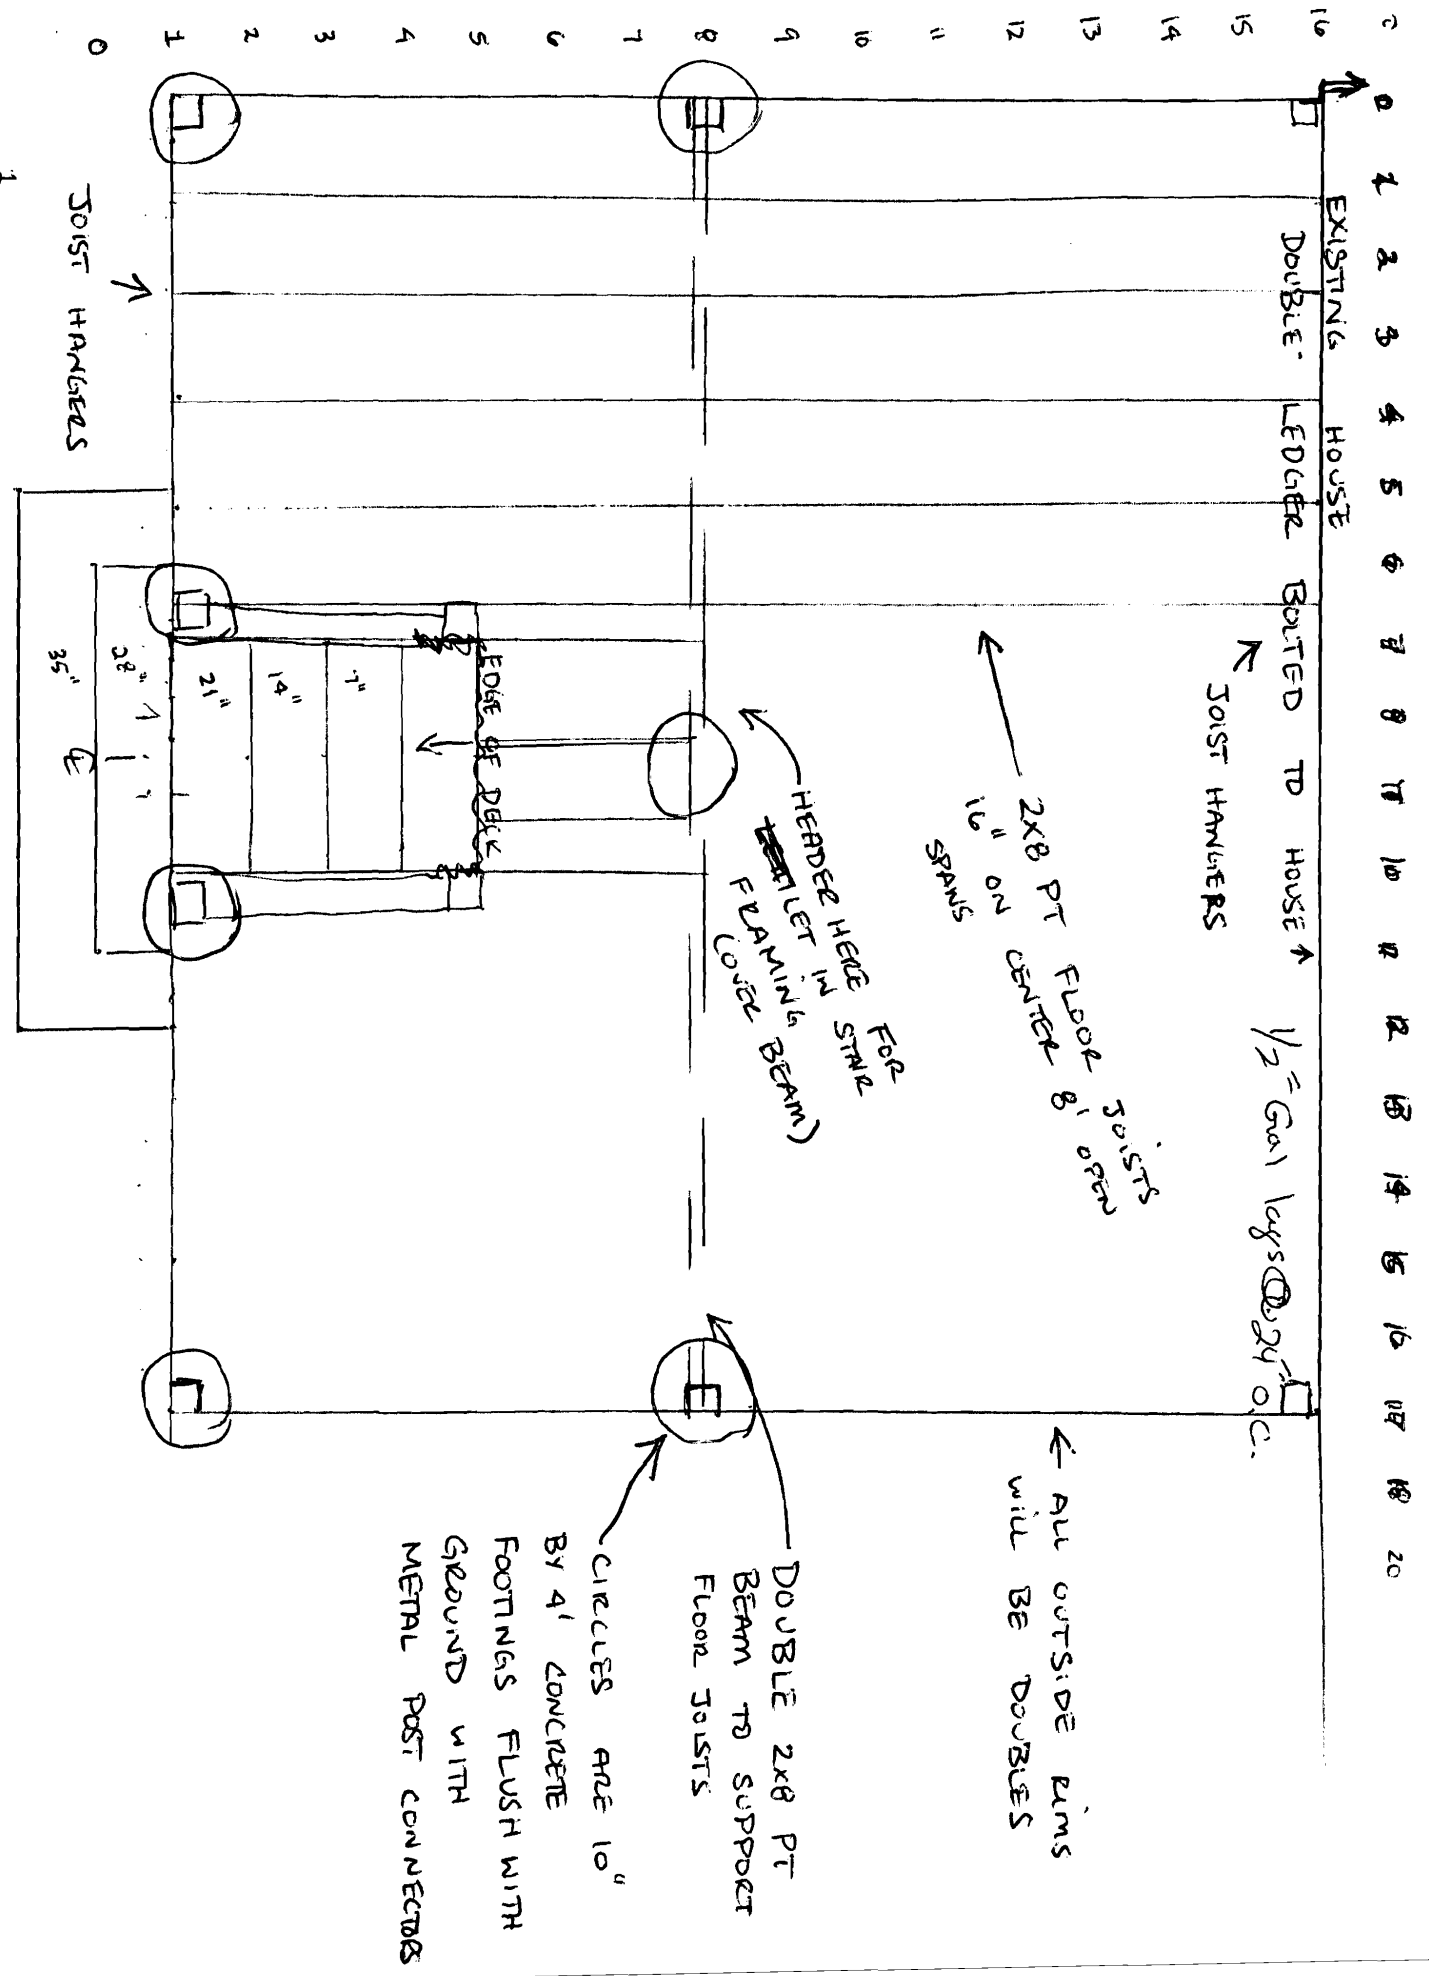 0
1
2
3
4
5
6
7
8
9
10
11
12
13
14
15
16
0
1
2
3
4
5
6
7
8
10
11
12
13
14
15
16
17
18
20
EXISTING HOUSE
DOUBLE LEDGER BOLTED TO HOUSE
1/2" Gal lags @ 24" O.C.
JOIST HANGERS
2X8 PT FLOOR JOISTS
16" ON CENTER 8' OPEN
SPANS
HEADER HERE FOR
LET IN STAIR
FRAMING
(OVER BEAM)
ALL OUTSIDE RIMS
WILL BE DOUBLES
DOUBLE 2X8 PT
BEAM TO SUPPORT
FLOOR JOISTS
CIRCLES ARE 10"
BY 4' CONCRETE
FOOTINGS FLUSH WITH
GROUND WITH
METAL POST CONNECTORS
EDGE OF DECK
7"
14"
21"
28"
35"
JOIST HANGERS